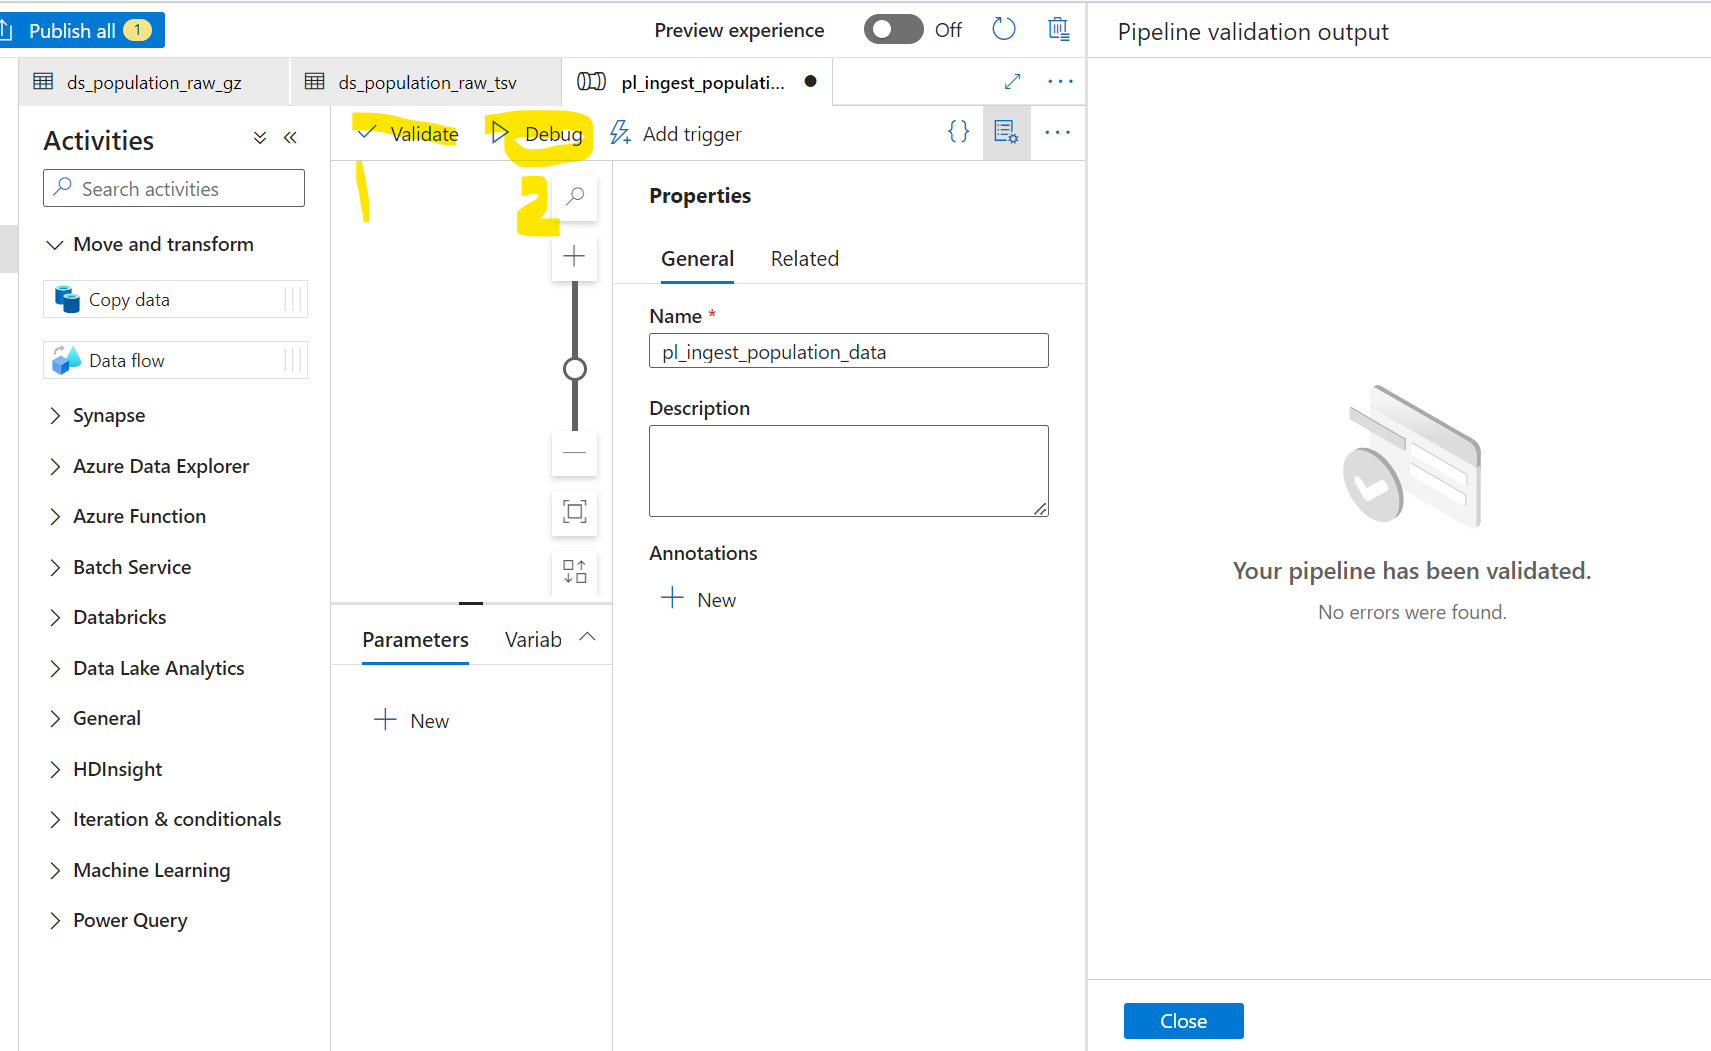 Publish all 1
Preview experience Off
Pipeline validation output
ds_population_raw_gz
ds_population_raw_tsv
pl_ingest_populati...
Activities
Validate
Debug
Add trigger
{}
1
2
Search activities
Move and transform
Copy data
Data flow
Synapse
Azure Data Explorer
Azure Function
Batch Service
Databricks
Data Lake Analytics
General
HDInsight
Iteration & conditionals
Machine Learning
Power Query
Parameters
Variab
New
Properties
General
Related
Name *
pl_ingest_population_data
Description
Annotations
New
Your pipeline has been validated.
No errors were found.
Close